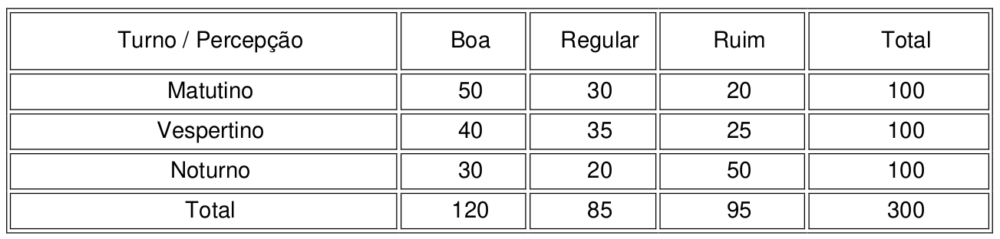 Turno / Percepção Boa Regular Ruim Total
Matutino 50 30 20 100
Vespertino 40 35 25 100
Noturno 30 20 50 100
Total 120 85 95 300